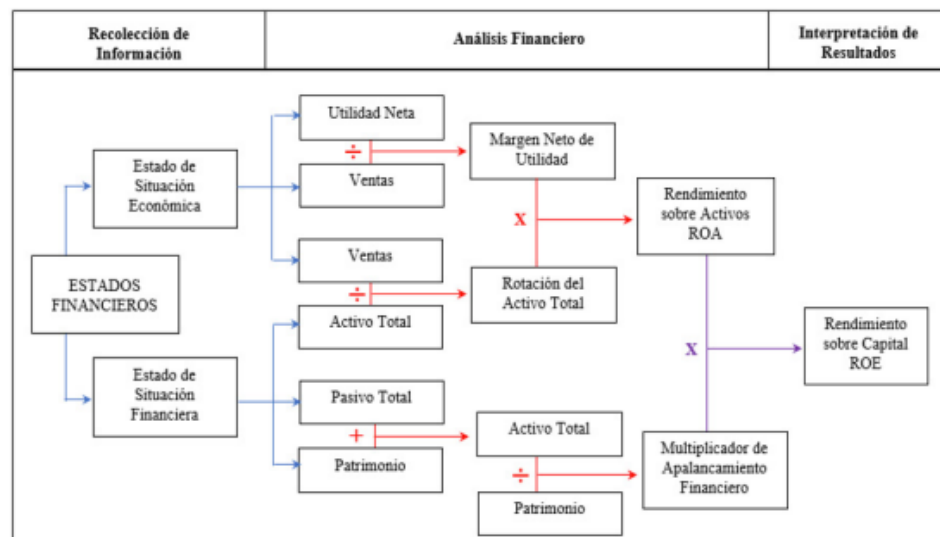 Recolección de
Información
Análisis Financiero
Interpretación de
Resultados
Utilidad Neta
÷
Ventas
Margen Neto de
Utilidad
Estado de
Situación
Económica
X
Rendimiento
sobre Activos
ROA
Ventas
÷
Activo Total
Rotación del
Activo Total
ESTADOS
FINANCIEROS
X
Rendimiento
sobre Capital
ROE
Estado de
Situación
Financiera
Pasivo Total
+
Patrimonio
Activo Total
÷
Patrimonio
Multiplicador de
Apalancamiento
Financiero